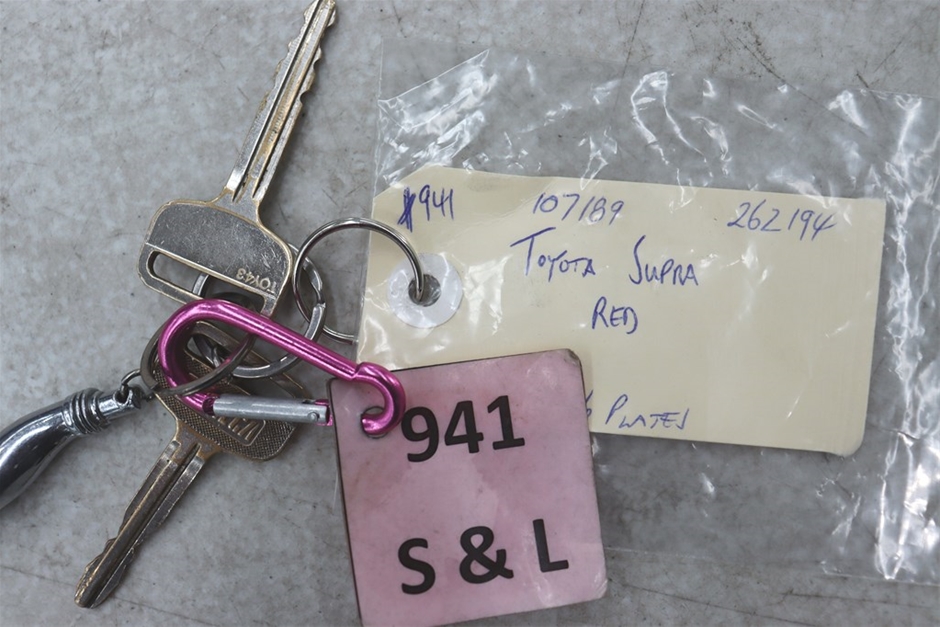 941 107189 262194
TOYOTA SUPRA
RED
PLATES
TOY43
941
S & L